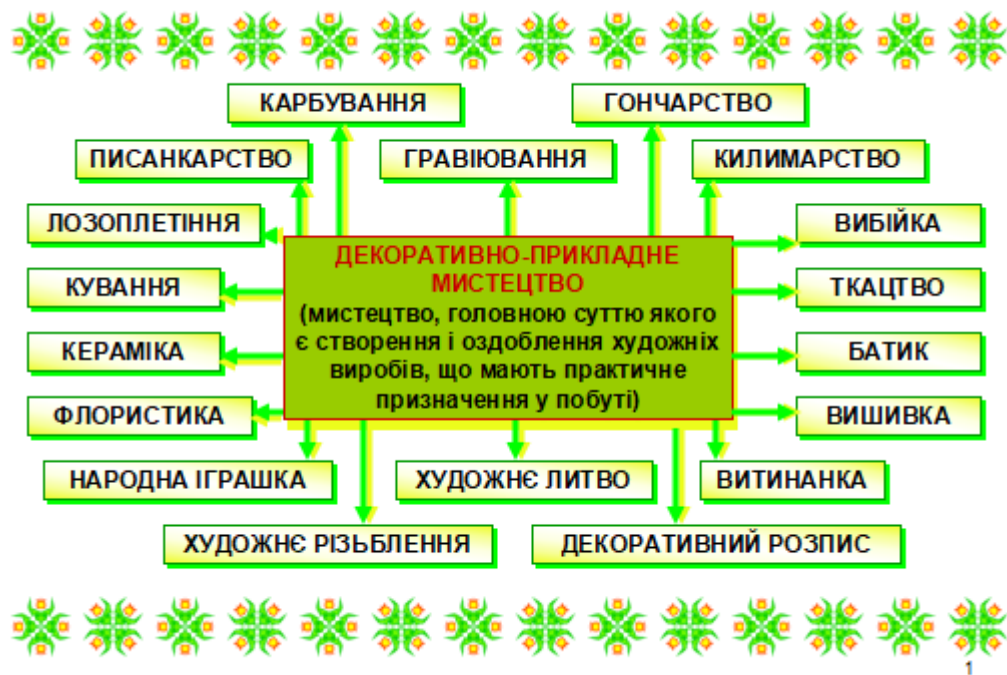 КАРБУВАННЯ
ГОНЧАРСТВО
ПИСАНКАРСТВО
ГРАВІЮВАННЯ
КИЛИМАРСТВО
ЛОЗОПЛЕТІННЯ
ВИБІЙКА
ДЕКОРАТИВНО-ПРИКЛАДНЕ
МИСТЕЦТВО
(мистецтво, головною суттю якого
є створення і оздоблення художніх
виробів, що мають практичне
призначення у побуті)
КУВАННЯ
ТКАЦТВО
КЕРАМІКА
БАТИК
ФЛОРИСТИКА
ВИШИВКА
НАРОДНА ІГРАШКА
ХУДОЖНЄ ЛИТВО
ВИТИНАНКА
ХУДОЖНЄ РІЗЬБЛЕННЯ
ДЕКОРАТИВНИЙ РОЗПИС
1